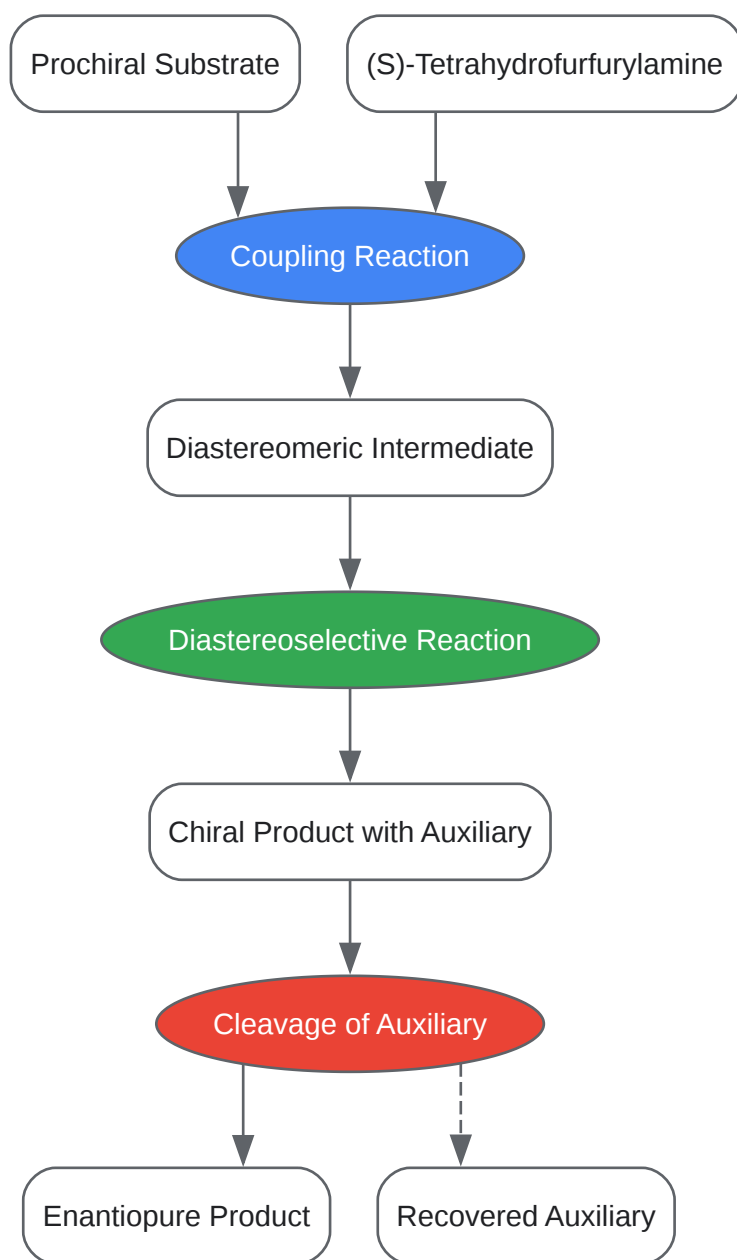 Prochiral Substrate
(S)-Tetrahydrofurfurylamine
Coupling Reaction
Diastereomeric Intermediate
Diastereoselective Reaction
Chiral Product with Auxiliary
Cleavage of Auxiliary
Enantiopure Product
Recovered Auxiliary